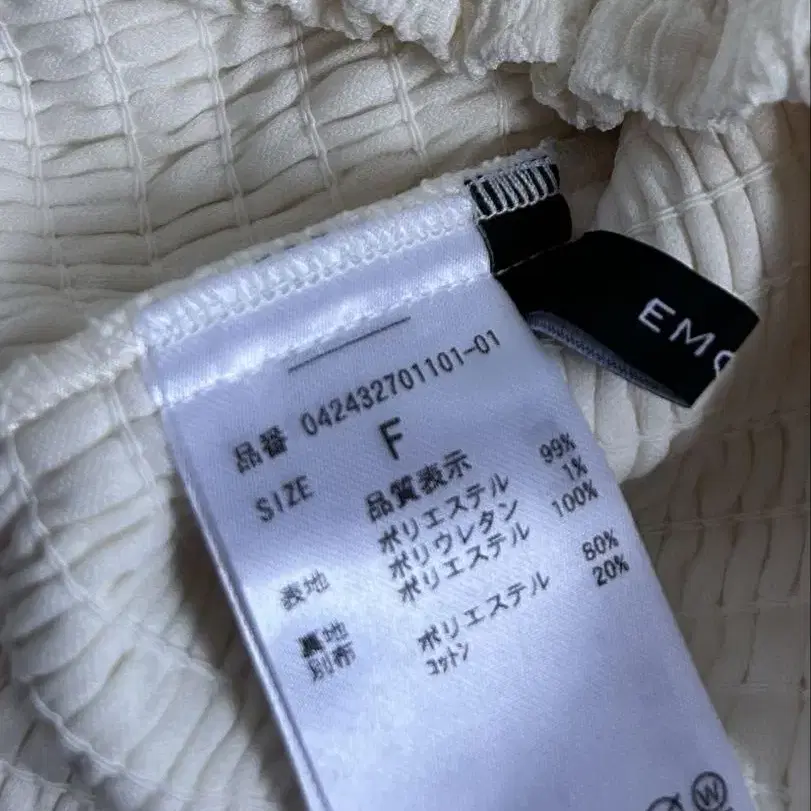 EMO
品番 042432701101-01
SIZE F
品質表示
表地 ポリエステル 99%
ポリウレタン 1%
裏地 ポリエステル 100%
別布 ポリエステル 80%
コットン 20%
W